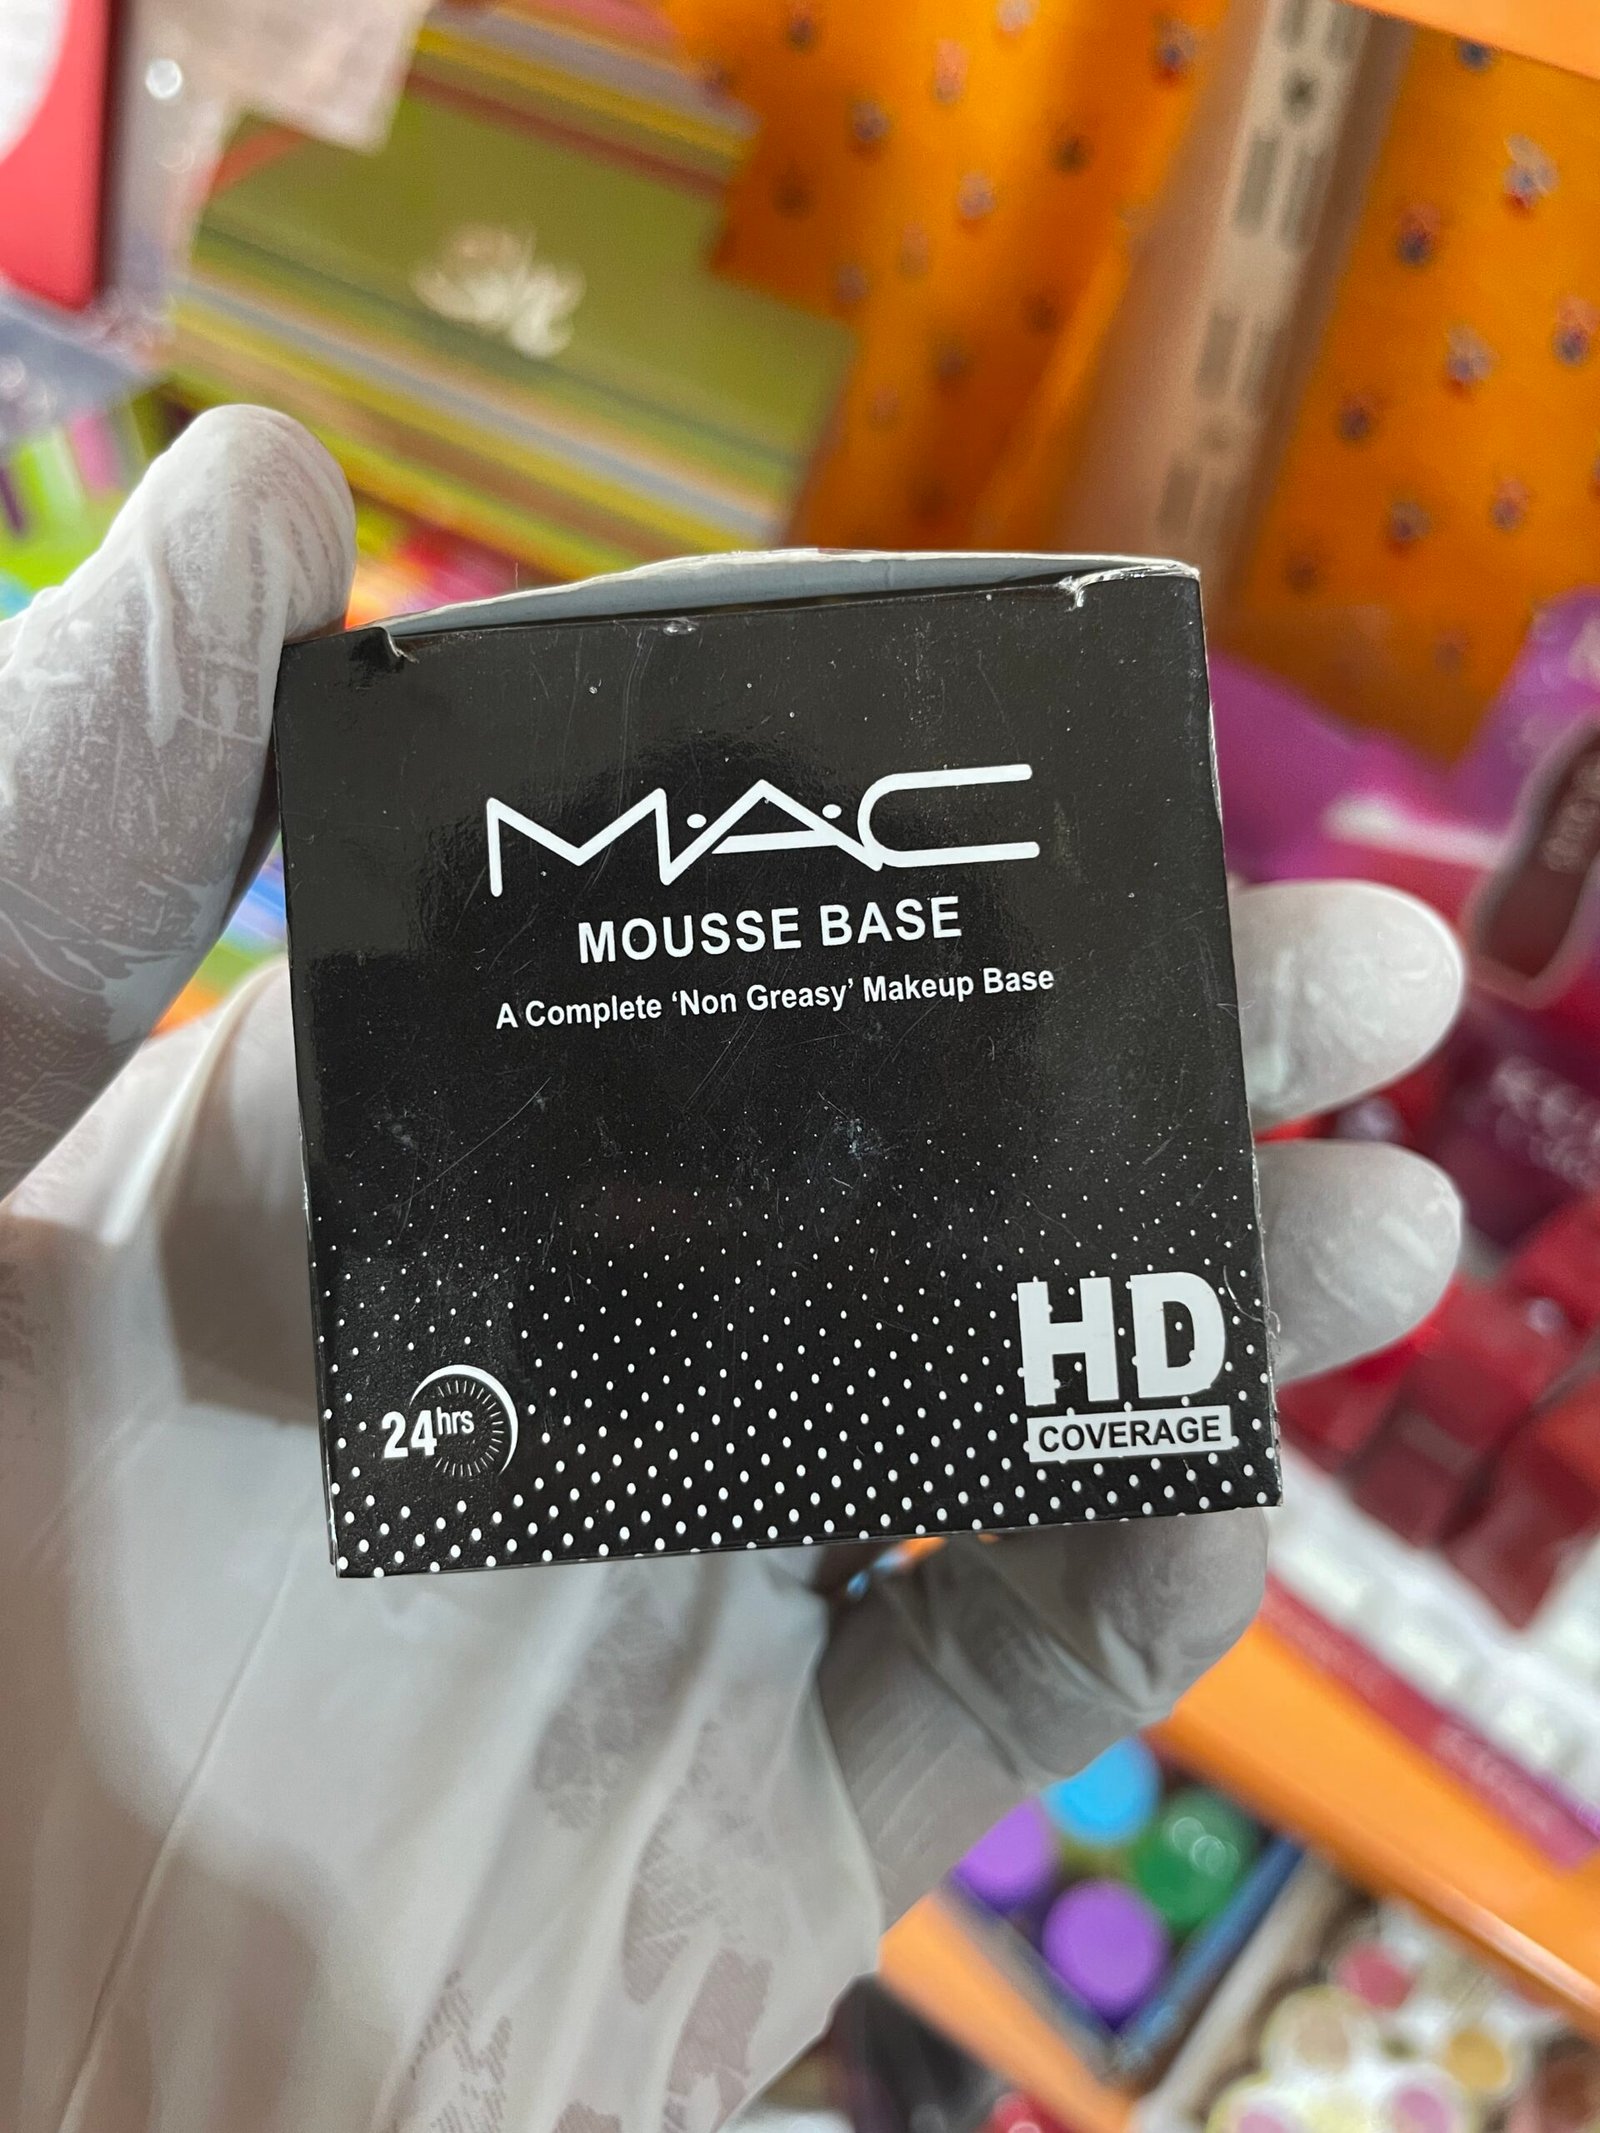 M·A·C
MOUSSE BASE
A Complete ‘Non Greasy’ Makeup Base
24hrs
HD
COVERAGE